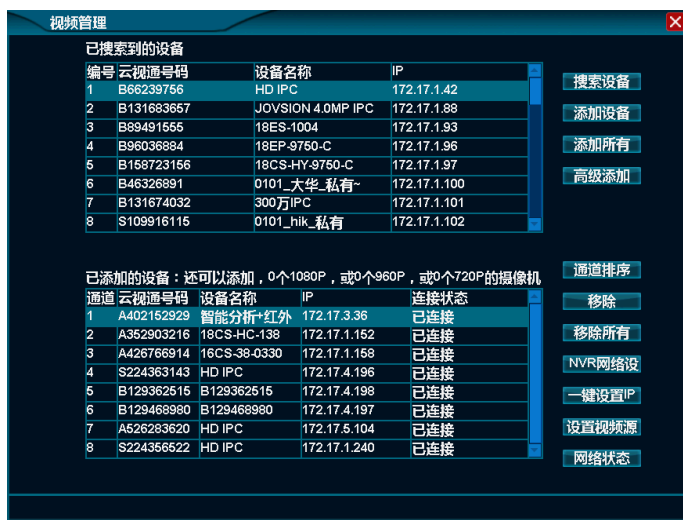 视频管理
已搜索到的设备
编号 云视通号码 设备名称 IP
1 B66239756 HD IPC 172.17.1.42
2 B131683657 JOVSION 4.0MP IPC 172.17.1.88
3 B89491555 18ES-1004 172.17.1.93
4 B96036884 18EP-9750-C 172.17.1.96
5 B158723156 18CS-HY-9750-C 172.17.1.97
6 B46326891 0101_大华_私有~ 172.17.1.100
7 B131674032 300万IPC 172.17.1.101
8 S109916115 0101_hik_私有 172.17.1.102
搜索设备
添加设备
添加所有
高级添加
已添加的设备：还可以添加，0个1080P，或0个960P，或0个720P的摄像机
通道 云视通号码 设备名称 IP 连接状态
1 A402152929 智能分析+红外 172.17.3.36 已连接
2 A352903216 18CS-HC-138 172.17.1.152 已连接
3 A426766914 16CS-38-0330 172.17.1.158 已连接
4 S224363143 HD IPC 172.17.4.196 已连接
5 B129362515 B129362515 172.17.4.198 已连接
6 B129468980 B129468980 172.17.4.197 已连接
7 A526283620 HD IPC 172.17.5.104 已连接
8 S224356522 HD IPC 172.17.1.240 已连接
通道排序
移除
移除所有
NVR网络设
一键设置IP
设置视频源
网络状态